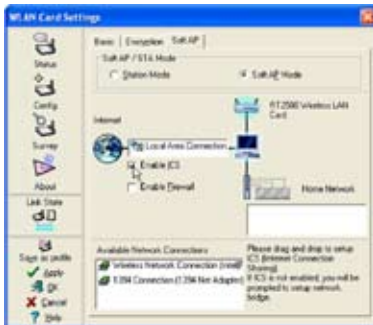 WLAN Card Settings
Status
Config
Survey
About
Link State
Save as profile
Apply
OK
Cancel
Help
Basic
Encryption
Soft AP
Soft AP / STA Mode
Station Mode
Soft AP Mode
RT2500 Wireless LAN
Card
Internet
Local Area Connection
Enable ICS
Enable Firewall
Home Network
Available Network Connections
Wireless Network Connection (Intel
1394 Connection (1394 Net Adapter)
Please drag and drop to setup
ICS (Internet Connection
Sharing)
If ICS is not enabled, you will be
prompted to setup network
bridge.